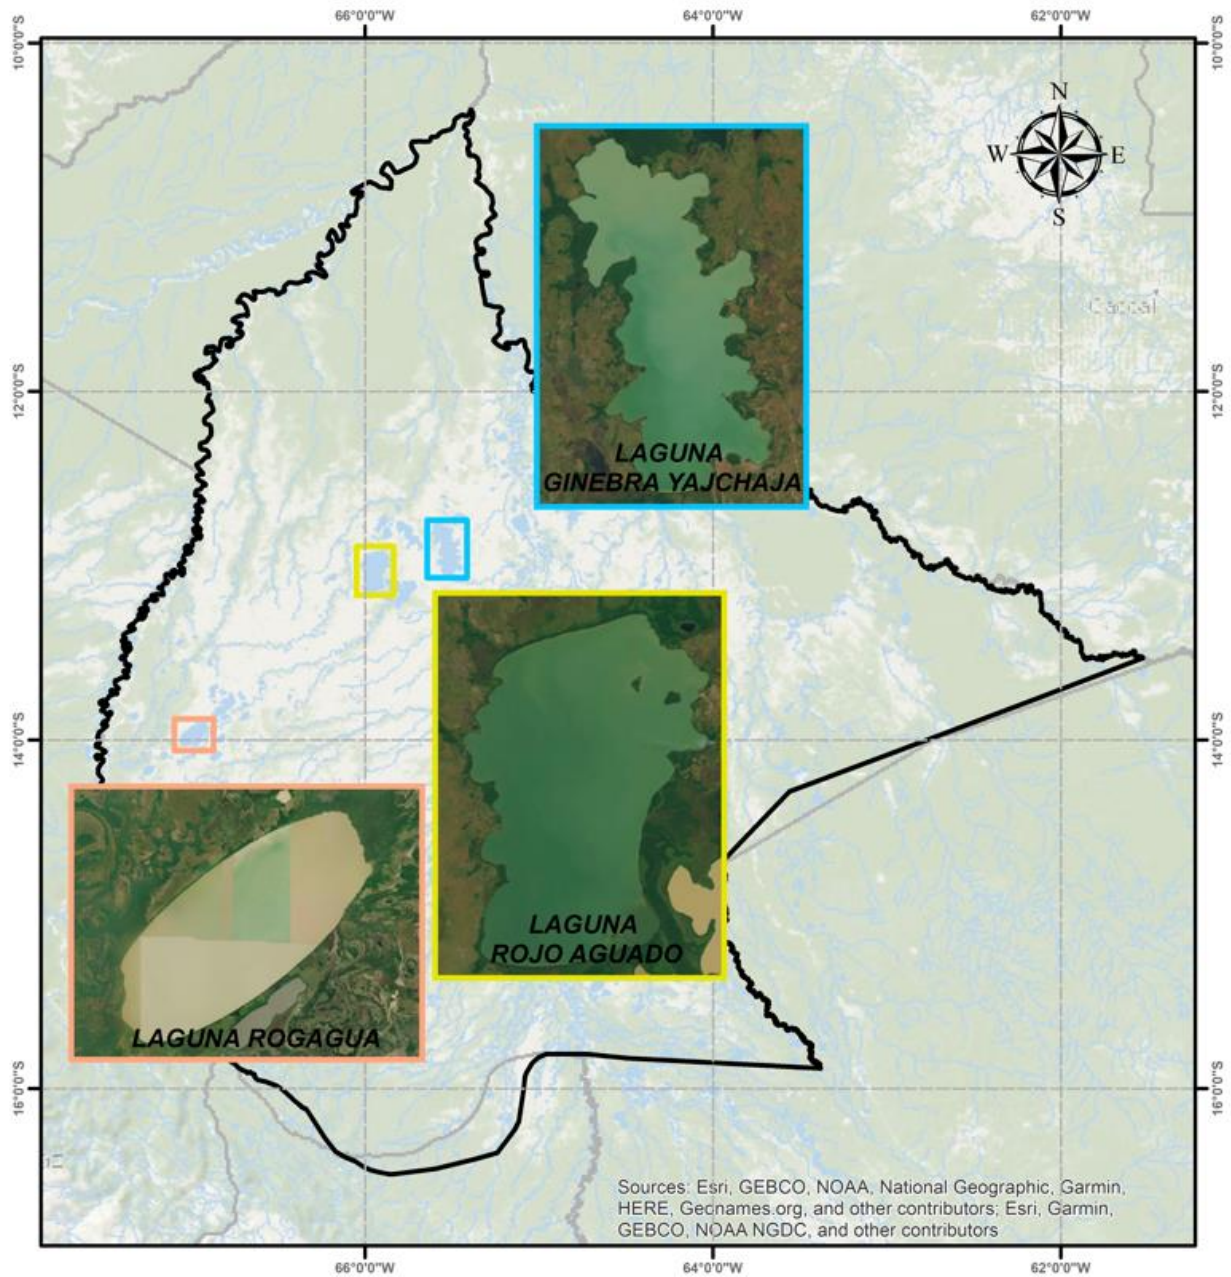 66°0'0"W 64°0'0"W 62°0'0"W
10°0'0"S 10°0'0"S
N
W E
S
LAGUNA
GINEBRA YAJCHAJA
12°0'0"S 12°0'0"S
14°0'0"S 14°0'0"S
LAGUNA
ROJO AGUADO
LAGUNA ROGAGUA
16°0'0"S 16°0'0"S
Sources: Esri, GEBCO, NOAA, National Geographic, Garmin,
HERE, Geonames.org, and other contributors; Esri, Garmin,
GEBCO, NOAA NGDC, and other contributors
66°0'0"W 64°0'0"W 62°0'0"W